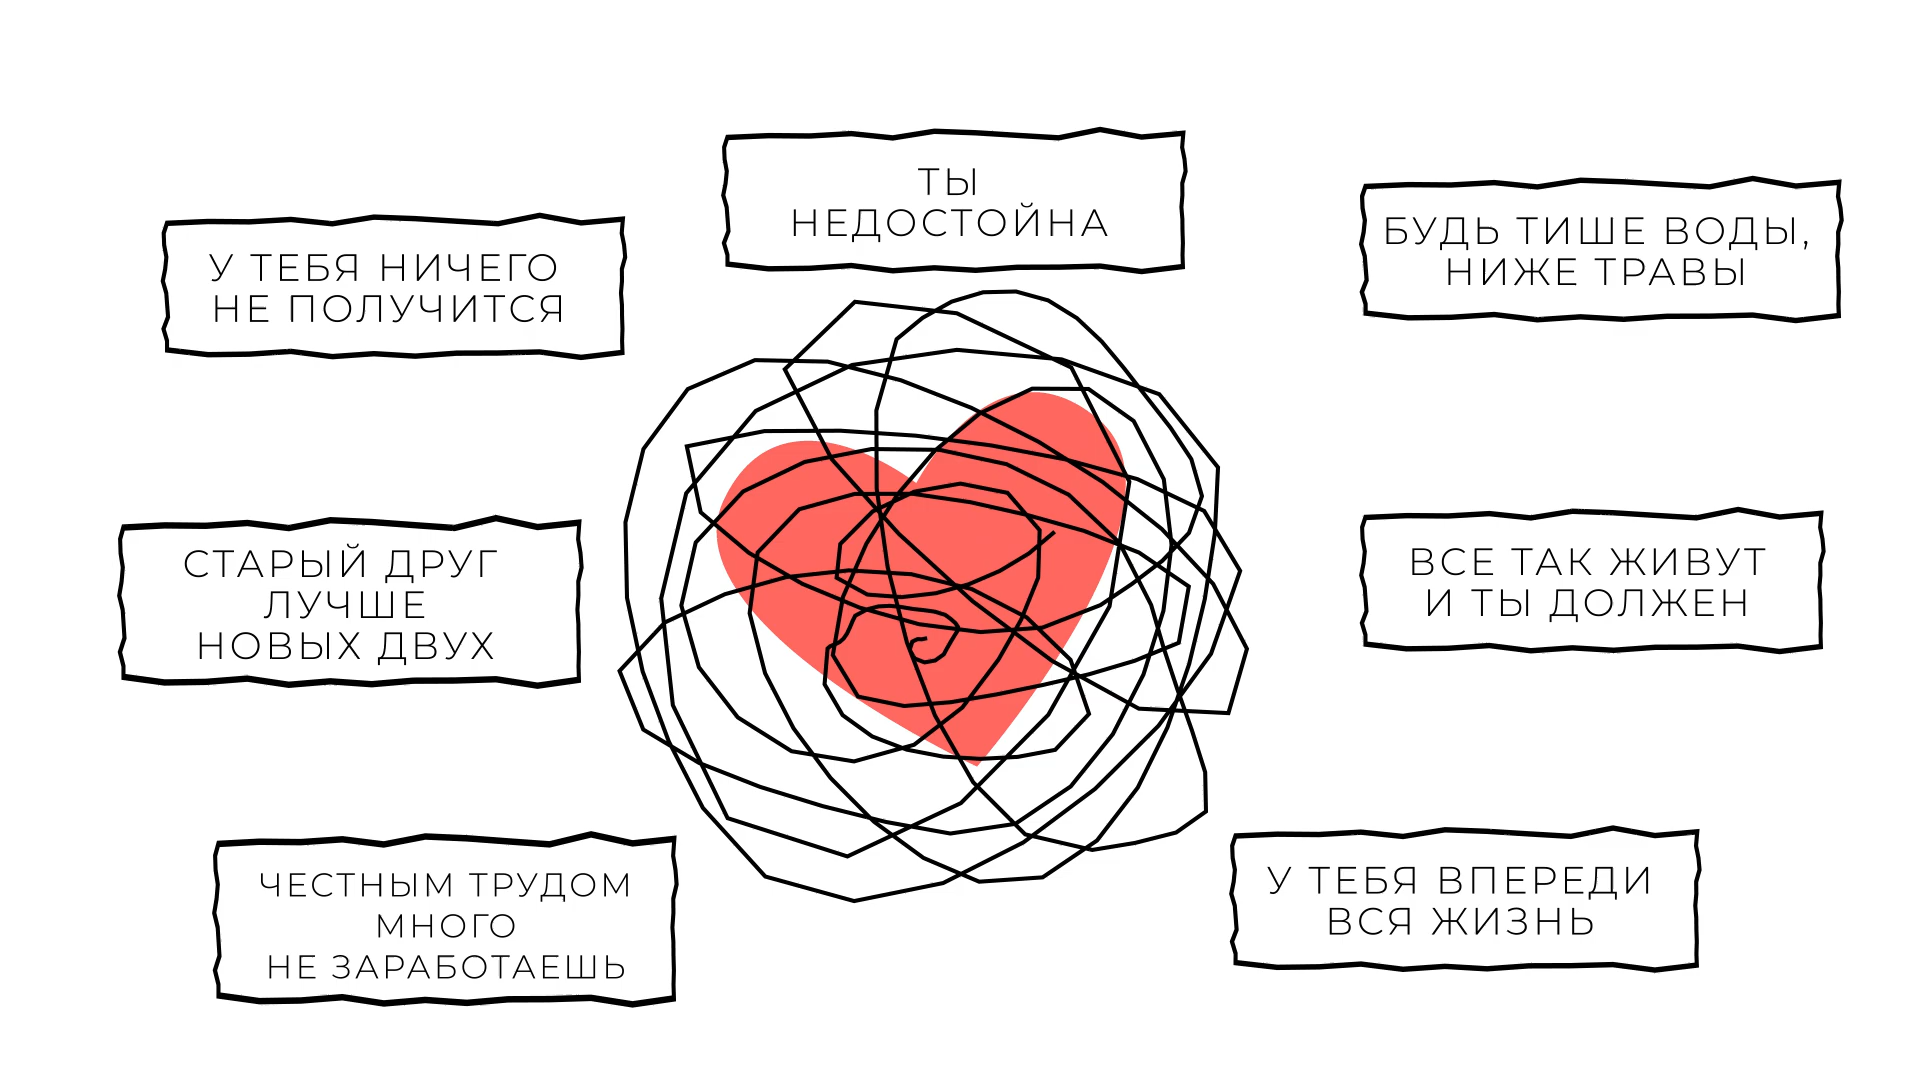 ТЫ
НЕДОСТОЙНА
У ТЕБЯ НИЧЕГО
НЕ ПОЛУЧИТСЯ
БУДЬ ТИШЕ ВОДЫ,
НИЖЕ ТРАВЫ
СТАРЫЙ ДРУГ
ЛУЧШЕ
НОВЫХ ДВУХ
ВСЕ ТАК ЖИВУТ
И ТЫ ДОЛЖЕН
ЧЕСТНЫМ ТРУДОМ
МНОГО
НЕ ЗАРАБОТАЕШЬ
У ТЕБЯ ВПЕРЕДИ
ВСЯ ЖИЗНЬ